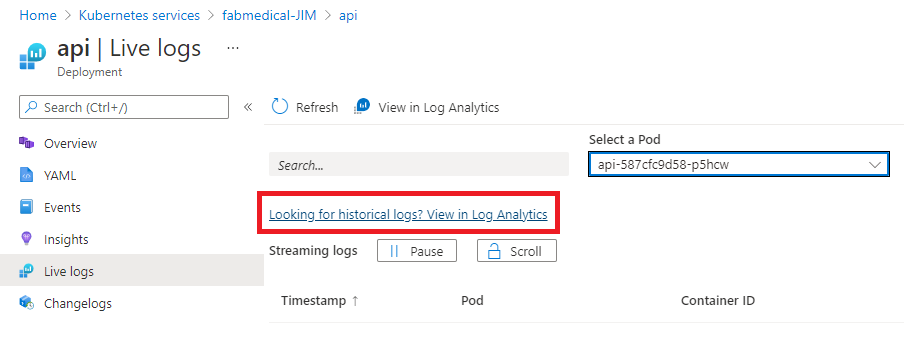 Home > Kubernetes services > fabmedical-JIM > api
api | Live logs ...
Deployment
Search (Ctrl+/) «
Overview
YAML
Events
Insights
Live logs
Changelogs
Refresh View in Log Analytics
Select a Pod
Search... api-587cfc9d58-p5hcw
Looking for historical logs? View in Log Analytics
Streaming logs Pause Scroll
Timestamp ↑ Pod Container ID